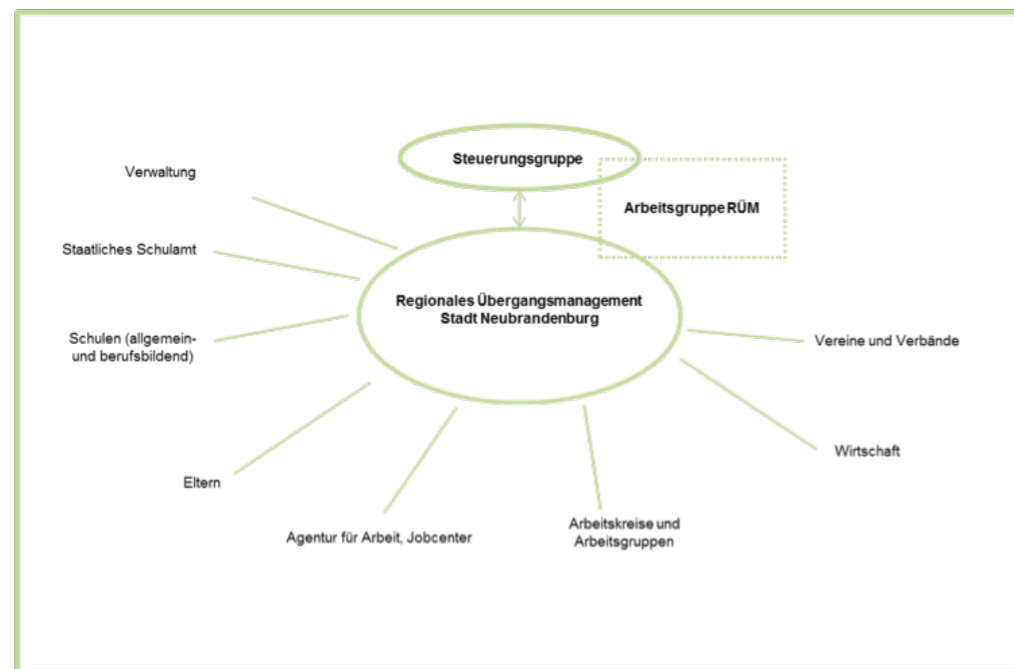 Steuerungsgruppe
Verwaltung
Arbeitsgruppe RÜM
Staatliches Schulamt
Regionales Übergangsmanagement
Stadt Neubrandenburg
Schulen (allgemein-
und berufsbildend)
Vereine und Verbände
Wirtschaft
Eltern
Agentur für Arbeit, Jobcenter
Arbeitskreise und
Arbeitsgruppen